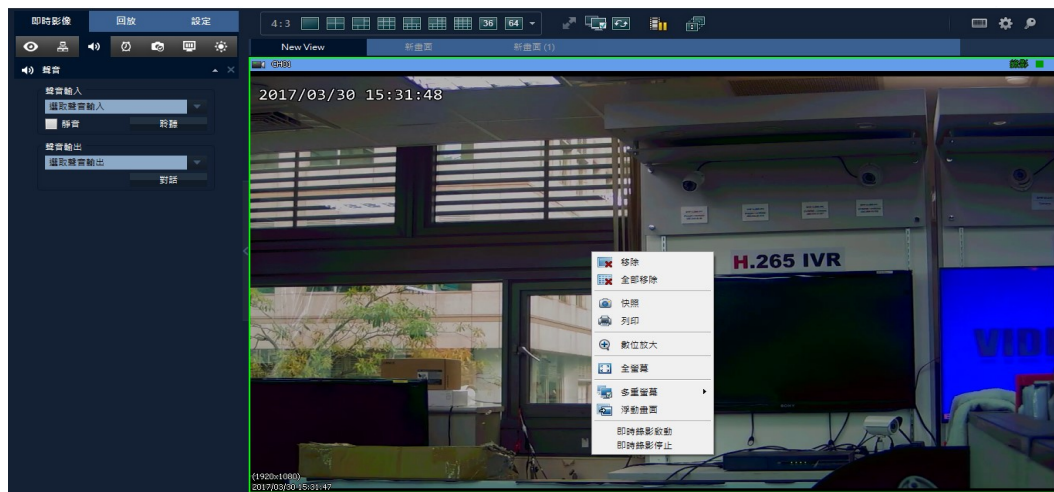 即時影像 回放 設定
4:3 36 64
New View 新畫面 新畫面 (1)
聲音
CH01 錄影
聲音輸入
選取聲音輸入
靜音 聆聽
聲音輸出
選取聲音輸出
對話
2017/03/30 15:31:48
H.265 IVR
移除
全部移除
快照
列印
數位放大
全螢幕
多重螢幕
浮動畫面
即時錄影啟動
即時錄影停止
(1920x1080)
2017/03/30 15:31:47